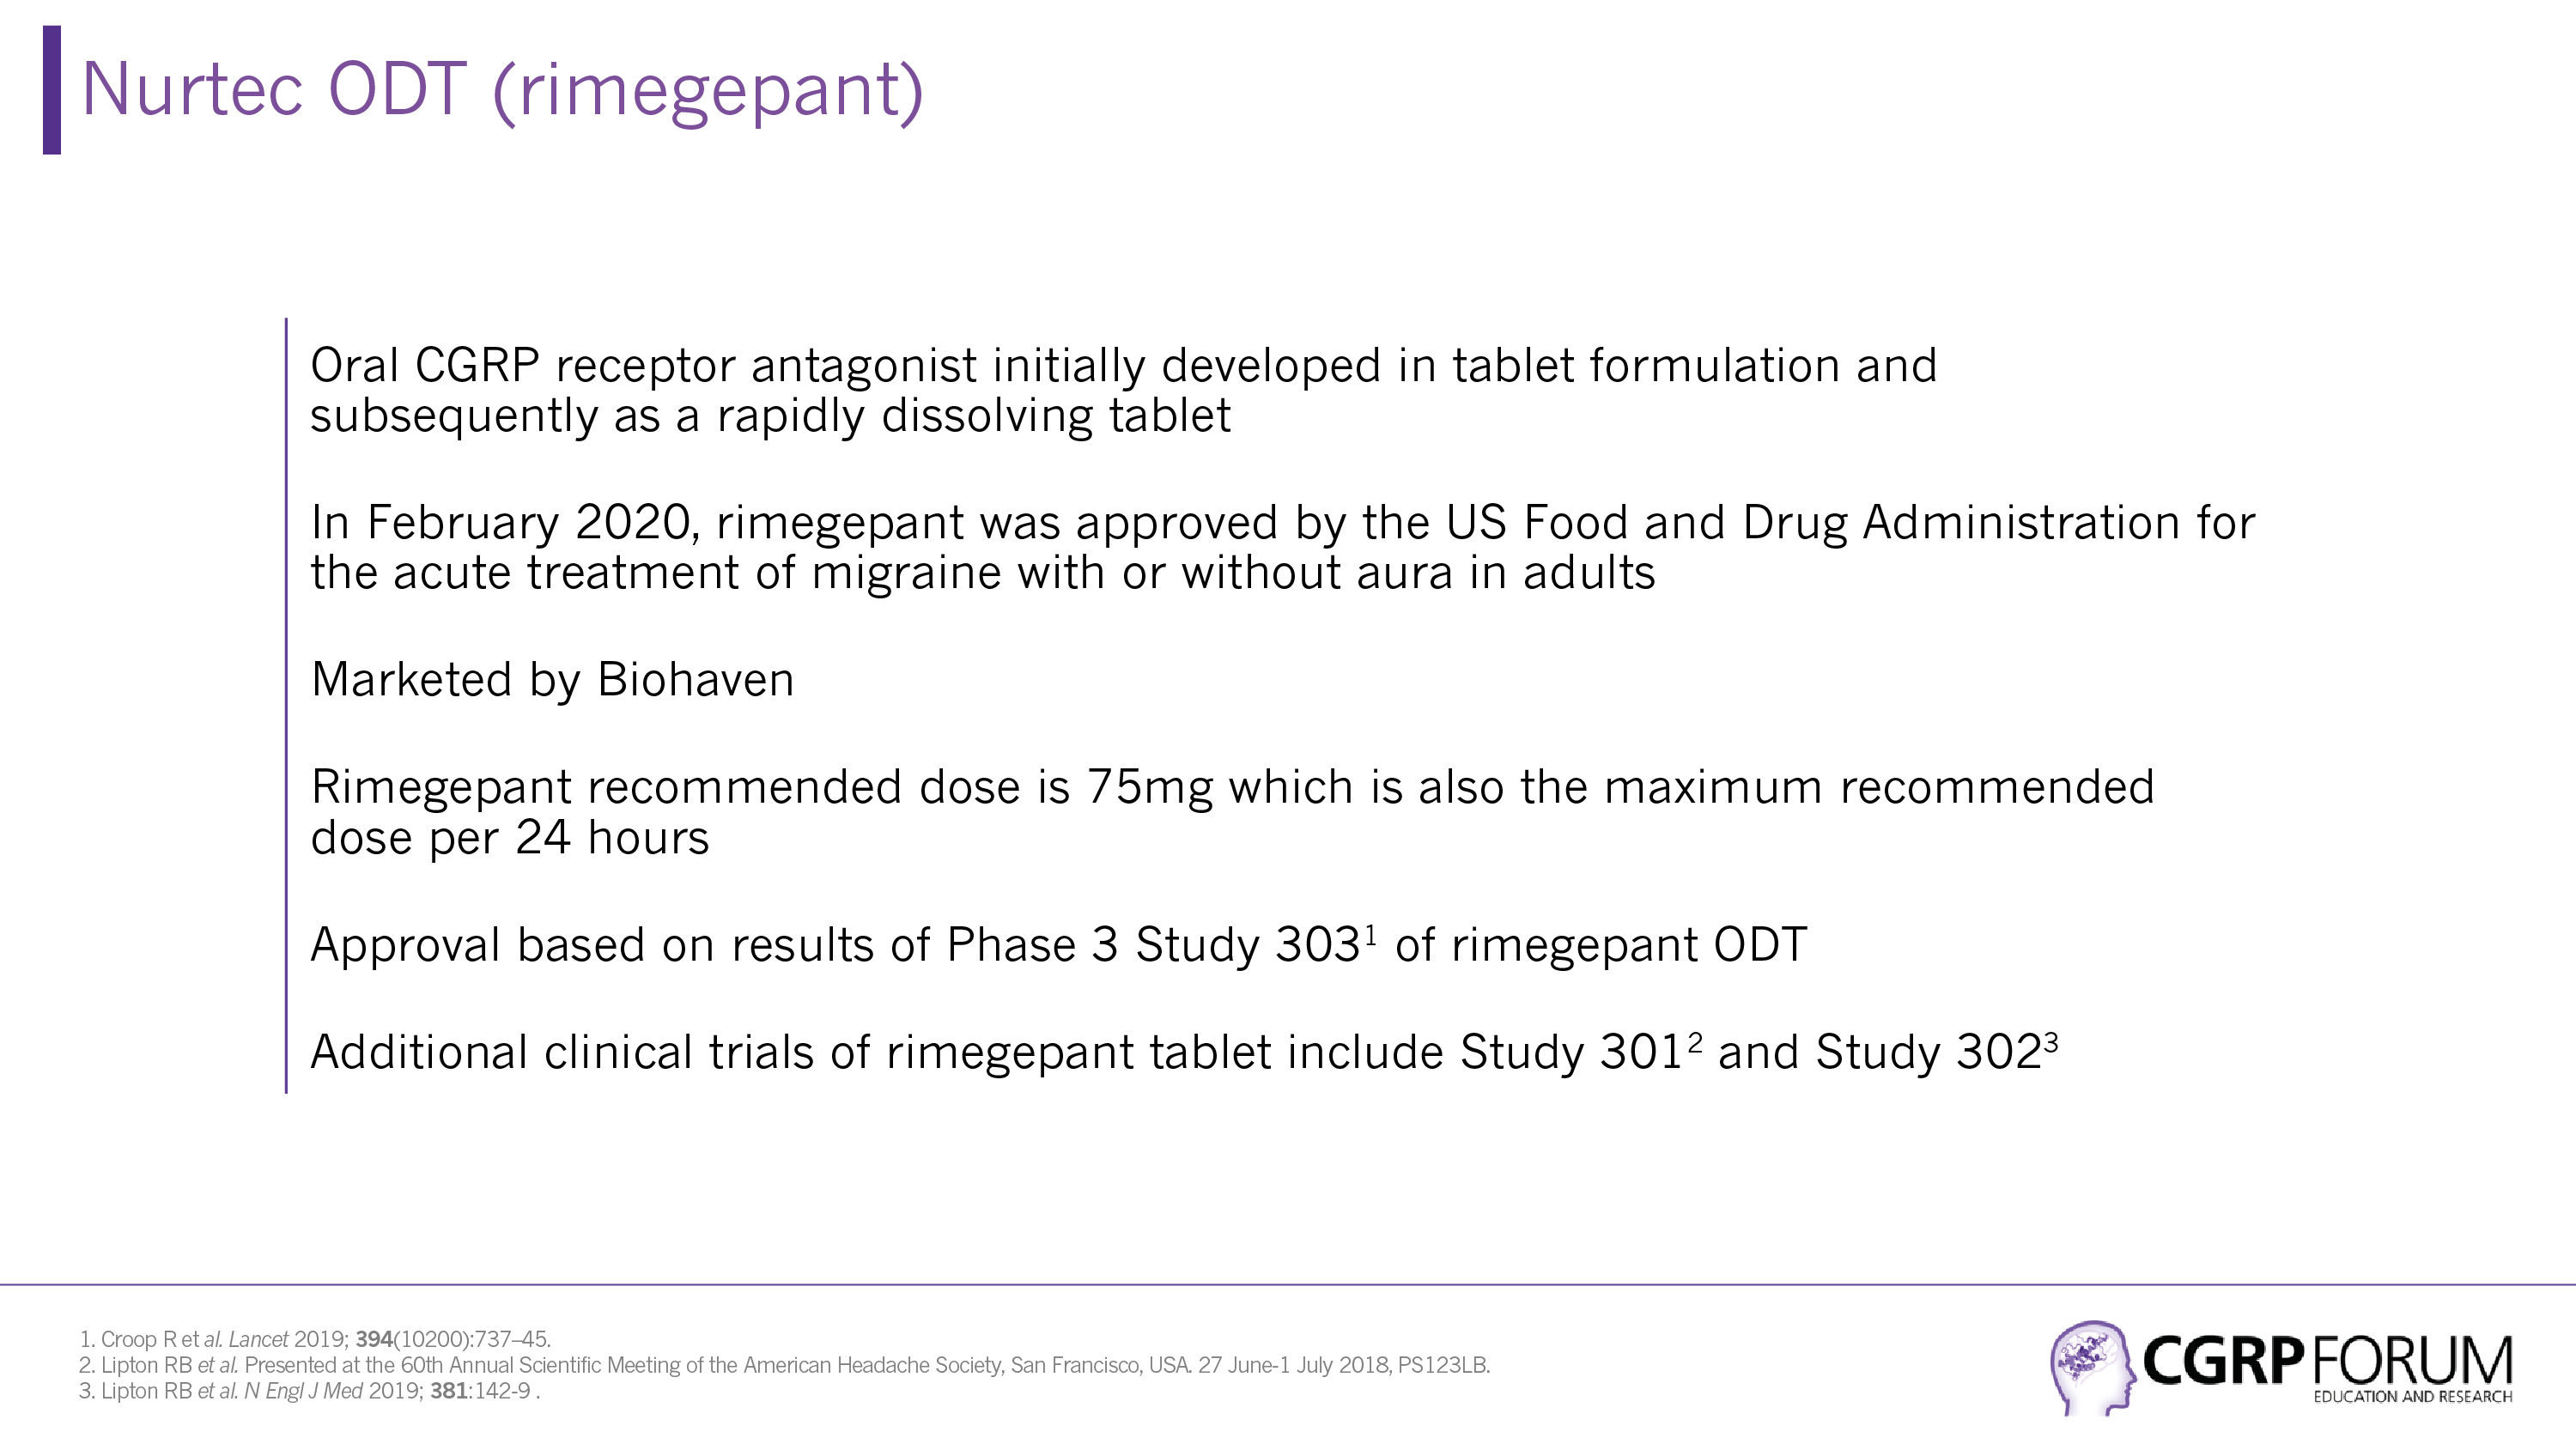 Nurtec ODT (rimegepant)
Oral CGRP receptor antagonist initially developed in tablet formulation and
subsequently as a rapidly dissolving tablet
In February 2020, rimegepant was approved by the US Food and Drug Administration for
the acute treatment of migraine with or without aura in adults
Marketed by Biohaven
Rimegepant recommended dose is 75mg which is also the maximum recommended
dose per 24 hours
Approval based on results of Phase 3 Study 303¹ of rimegepant ODT
Additional clinical trials of rimegepant tablet include Study 301² and Study 302³
1. Croop R et al. Lancet 2019; 394(10200):737–45.
2. Lipton RB et al. Presented at the 60th Annual Scientific Meeting of the American Headache Society, San Francisco, USA. 27 June-1 July 2018, PS123LB.
3. Lipton RB et al. N Engl J Med 2019; 381:142-9 .
CGRP FORUM
EDUCATION AND RESEARCH